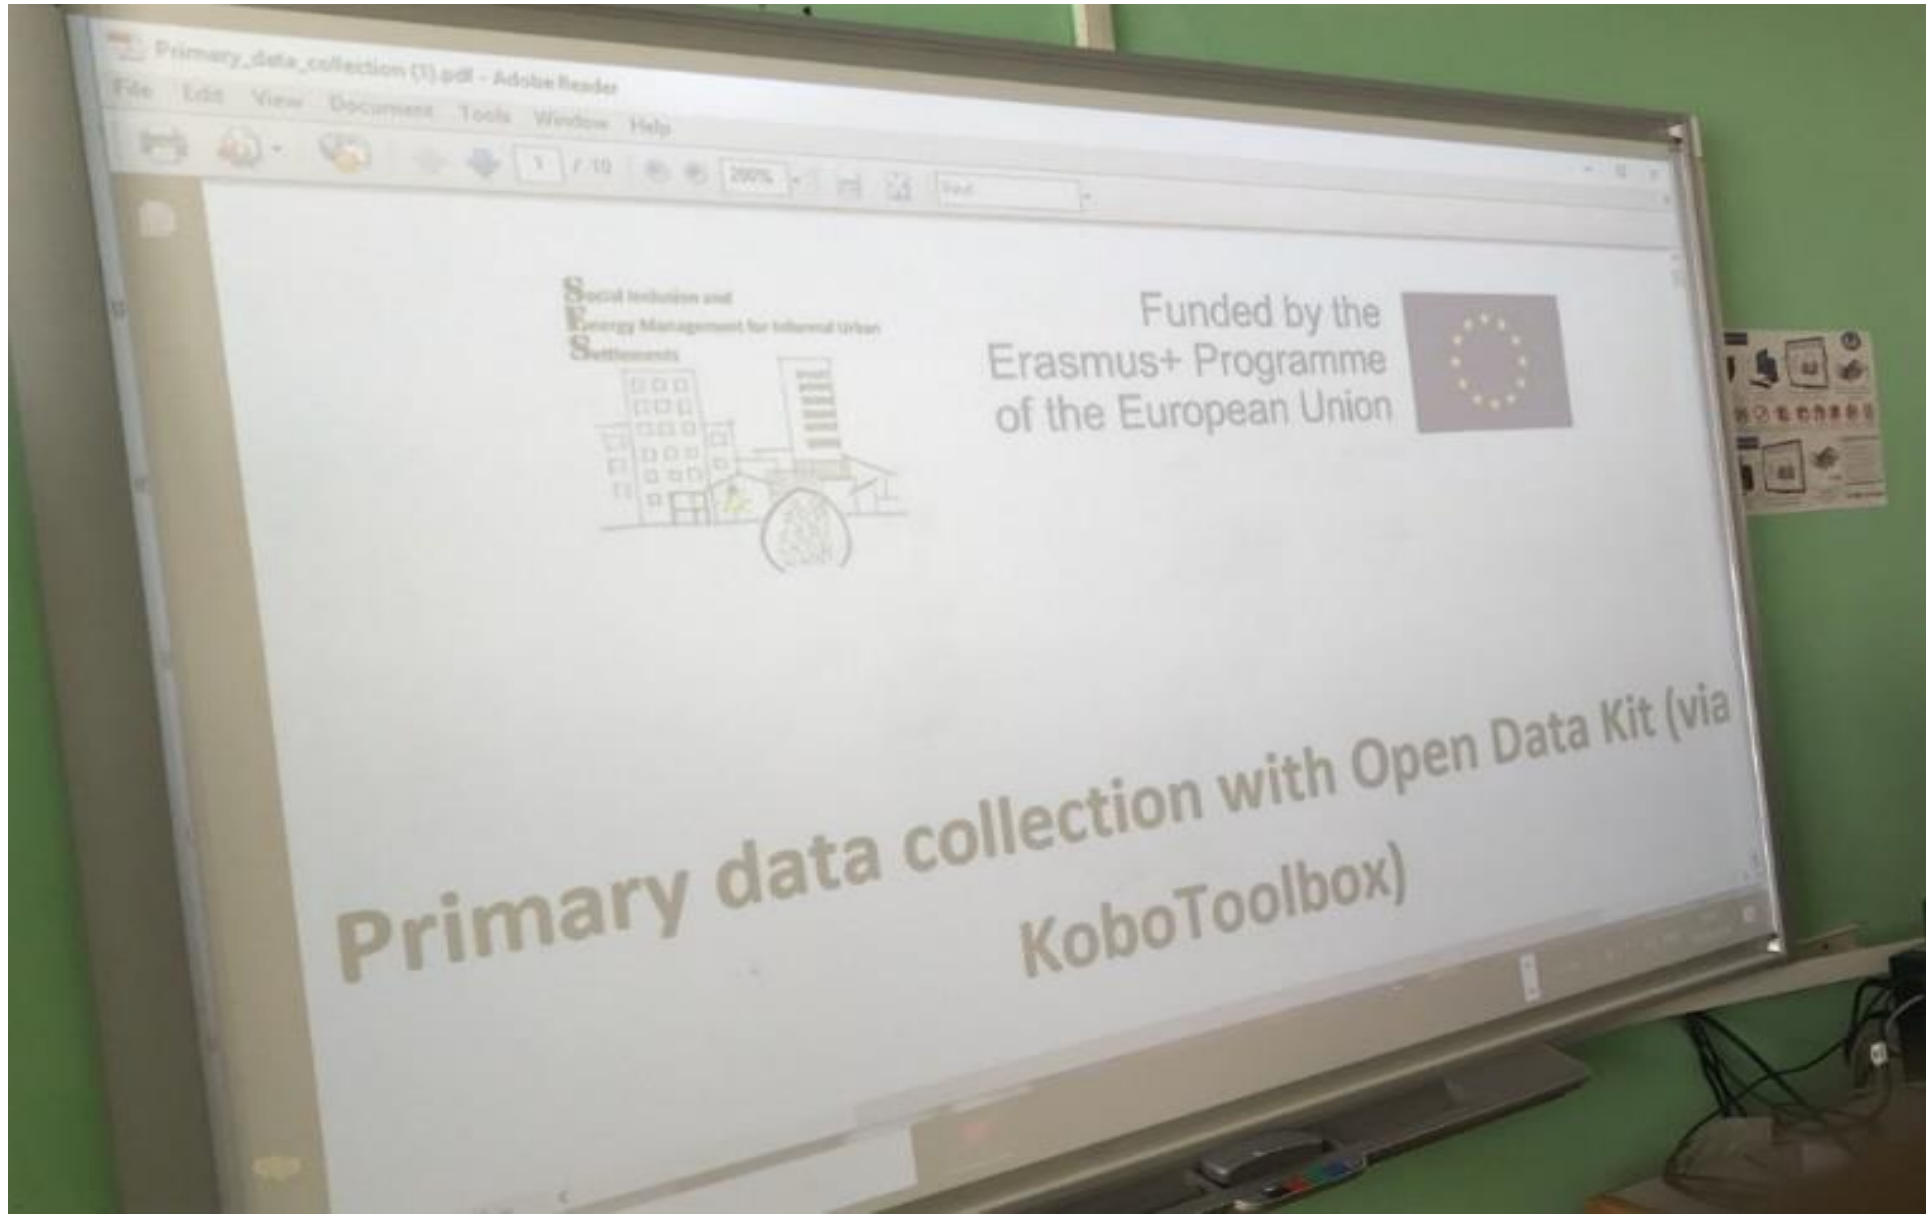 Primary_data_collection (1).pdf - Adobe Reader
File Edit View Document Tools Window Help
1 / 10 200%
Social Inclusion and
Energy Management for Informal Urban
Settlements
Funded by the
Erasmus+ Programme
of the European Union
Primary data collection with Open Data Kit (via
KoboToolbox)